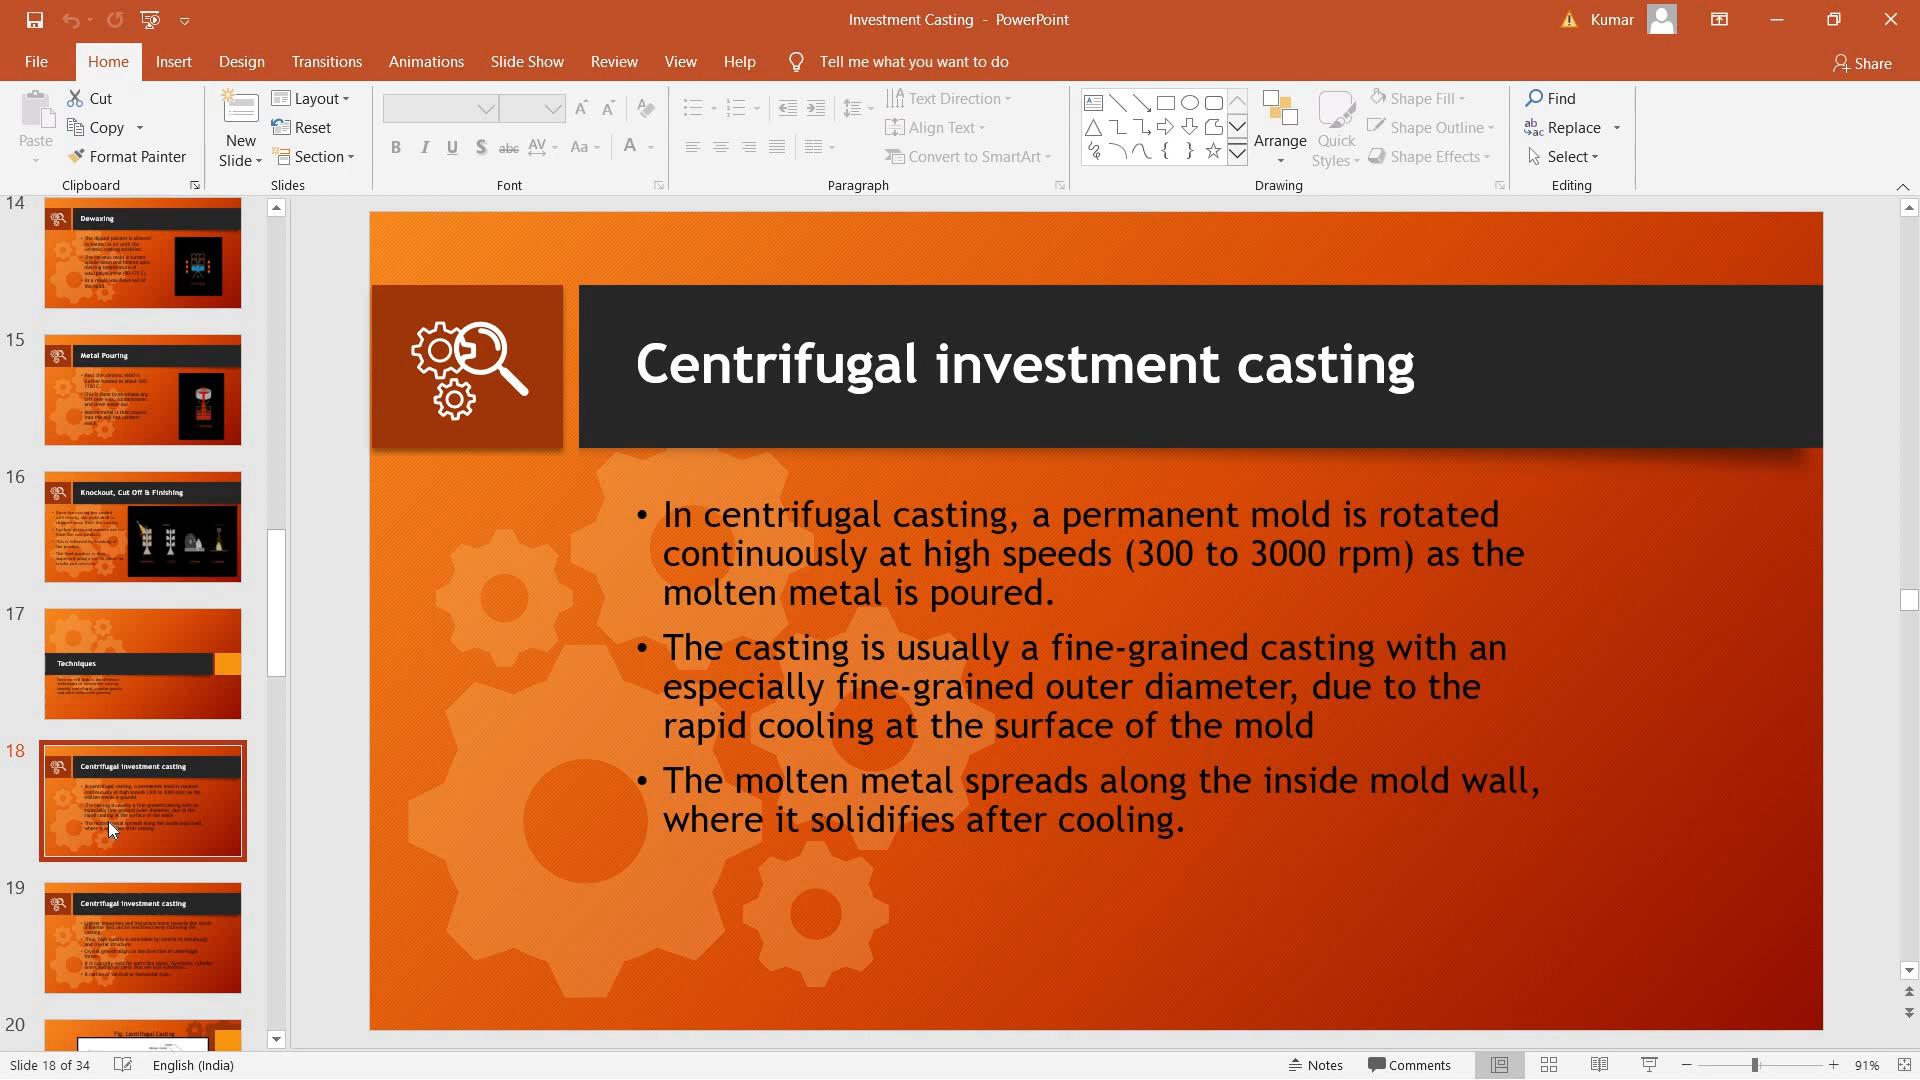 Investment Casting - PowerPoint
Kumar
File Home Insert Design Transitions Animations Slide Show Review View Help Tell me what you want to do
Share
Cut
Copy
Format Painter
Paste
Clipboard
New Slide
Layout
Reset
Section
Slides
Font
Text Direction
Align Text
Convert to SmartArt
Paragraph
Arrange
Quick Styles
Shape Fill
Shape Outline
Shape Effects
Drawing
Find
Replace
Select
Editing
14
Dewaxing
15
Metal Pouring
16
Knockout, Cut Off & Finishing
17
Techniques
18
Centrifugal investment casting
19
Centrifugal investment casting
20
Fig. Centrifugal Casting
Centrifugal investment casting
• In centrifugal casting, a permanent mold is rotated
continuously at high speeds (300 to 3000 rpm) as the
molten metal is poured.
• The casting is usually a fine-grained casting with an
especially fine-grained outer diameter, due to the
rapid cooling at the surface of the mold
• The molten metal spreads along the inside mold wall,
where it solidifies after cooling.
Slide 18 of 34
English (India)
Notes
Comments
91%